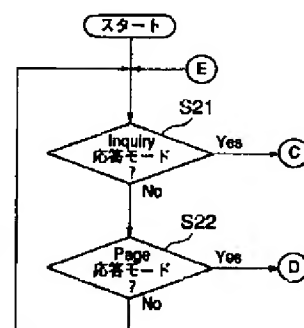 スタート
E
S21
Inquiry
応答モード
?
Yes
C
No
S22
Page
応答モード
?
Yes
D
No